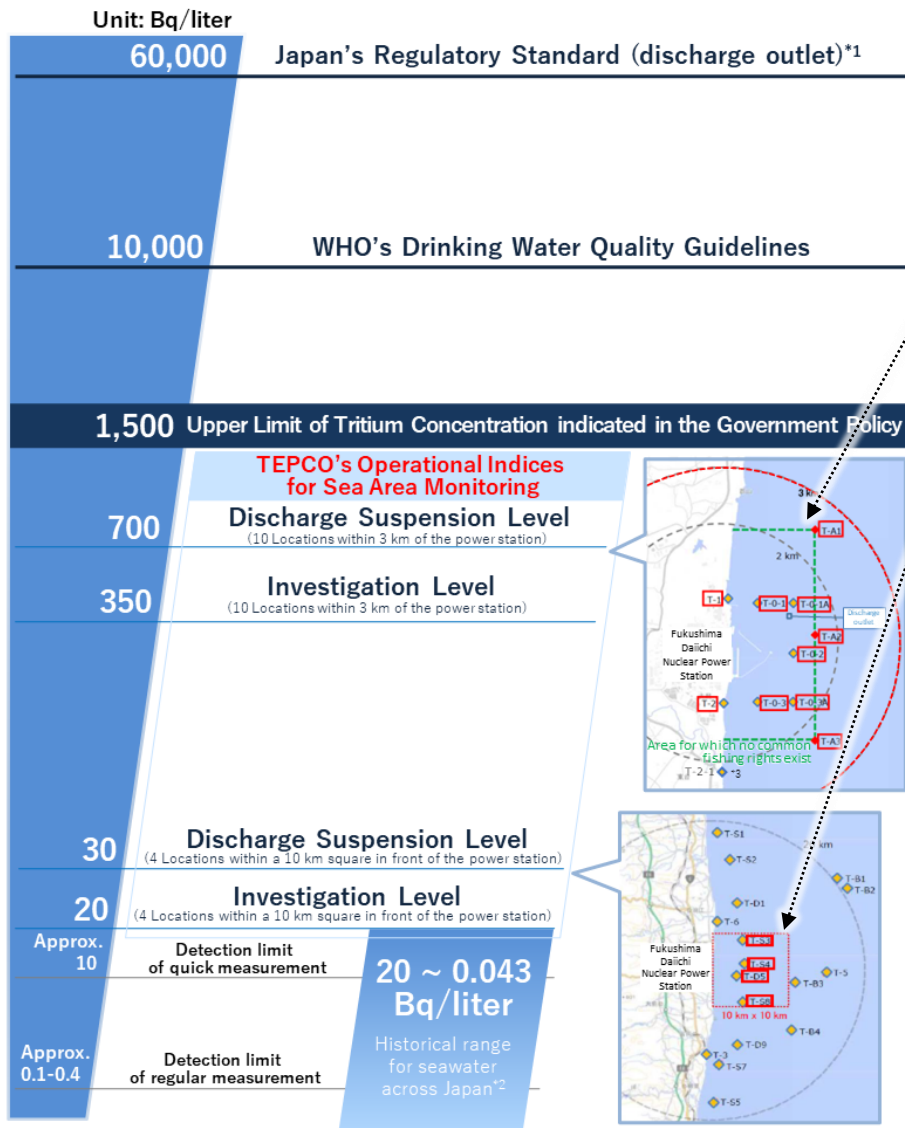 Unit: Bq/liter
60,000
Japan's Regulatory Standard (discharge outlet)*1
10,000
WHO's Drinking Water Quality Guidelines
1,500
Upper Limit of Tritium Concentration indicated in the Government Policy
TEPCO's Operational Indices
for Sea Area Monitoring
700
Discharge Suspension Level
(10 Locations within 3 km of the power station)
350
Investigation Level
(10 Locations within 3 km of the power station)
3 km
T-A1
2 km
T-1
T-0-1
T-0-1A
Discharge
outlet
T-A2
Fukushima
Daiichi
Nuclear Power
Station
T-0-2
T-2
T-0-3
T-0-3A
T-A3
Area for which no common
fishing rights exist
T-2-1
*3
30
Discharge Suspension Level
(4 Locations within a 10 km square in front of the power station)
20
Investigation Level
(4 Locations within a 10 km square in front of the power station)
Approx.
10
Detection limit
of quick measurement
20 ~ 0.043
Bq/liter
Historical range
for seawater
across Japan*2
Approx.
0.1-0.4
Detection limit
of regular measurement
T-S1
km
T-S2
T-B1
T-B2
T-D1
T-6
T-S3
Fukushima
Daiichi
Nuclear Power
Station
T-S4
T-D5
T-5
T-B3
T-S8
10 km x 10 km
T-B4
T-D9
T-3
T-S7
T-S5